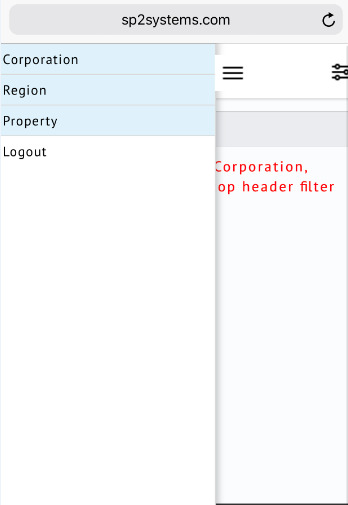 sp2systems.com
Corporation
Region
Property
Logout
Corporation,
op header filter